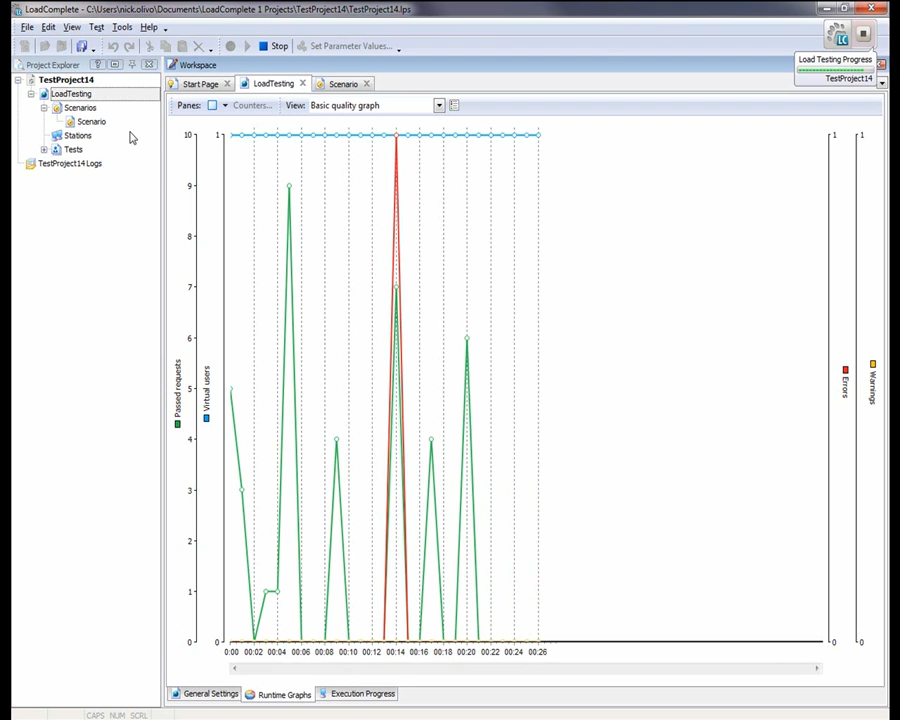 LoadComplete - C:\Users\nick.olivo\Documents\LoadComplete 1 Projects\TestProject14\TestProject14.lps
File Edit View Test Tools Help
Stop Set Parameter Values...
LC
Load Testing Progress
TestProject14
Project Explorer
TestProject14
LoadTesting
Scenarios
Scenario
Stations
Tests
TestProject14 Logs
Workspace
Start Page LoadTesting Scenario
Panes: Counters... View: Basic quality graph
10 1 1 1
9
8
7
6
5
4
3
2
1
0 0 0 0
Passed requests
Virtual users
Errors
Warnings
0:00 00:02 00:04 00:06 00:08 00:10 00:12 00:14 00:16 00:18 00:20 00:22 00:24 00:26
General Settings Runtime Graphs Execution Progress
CAPS NUM SCRL